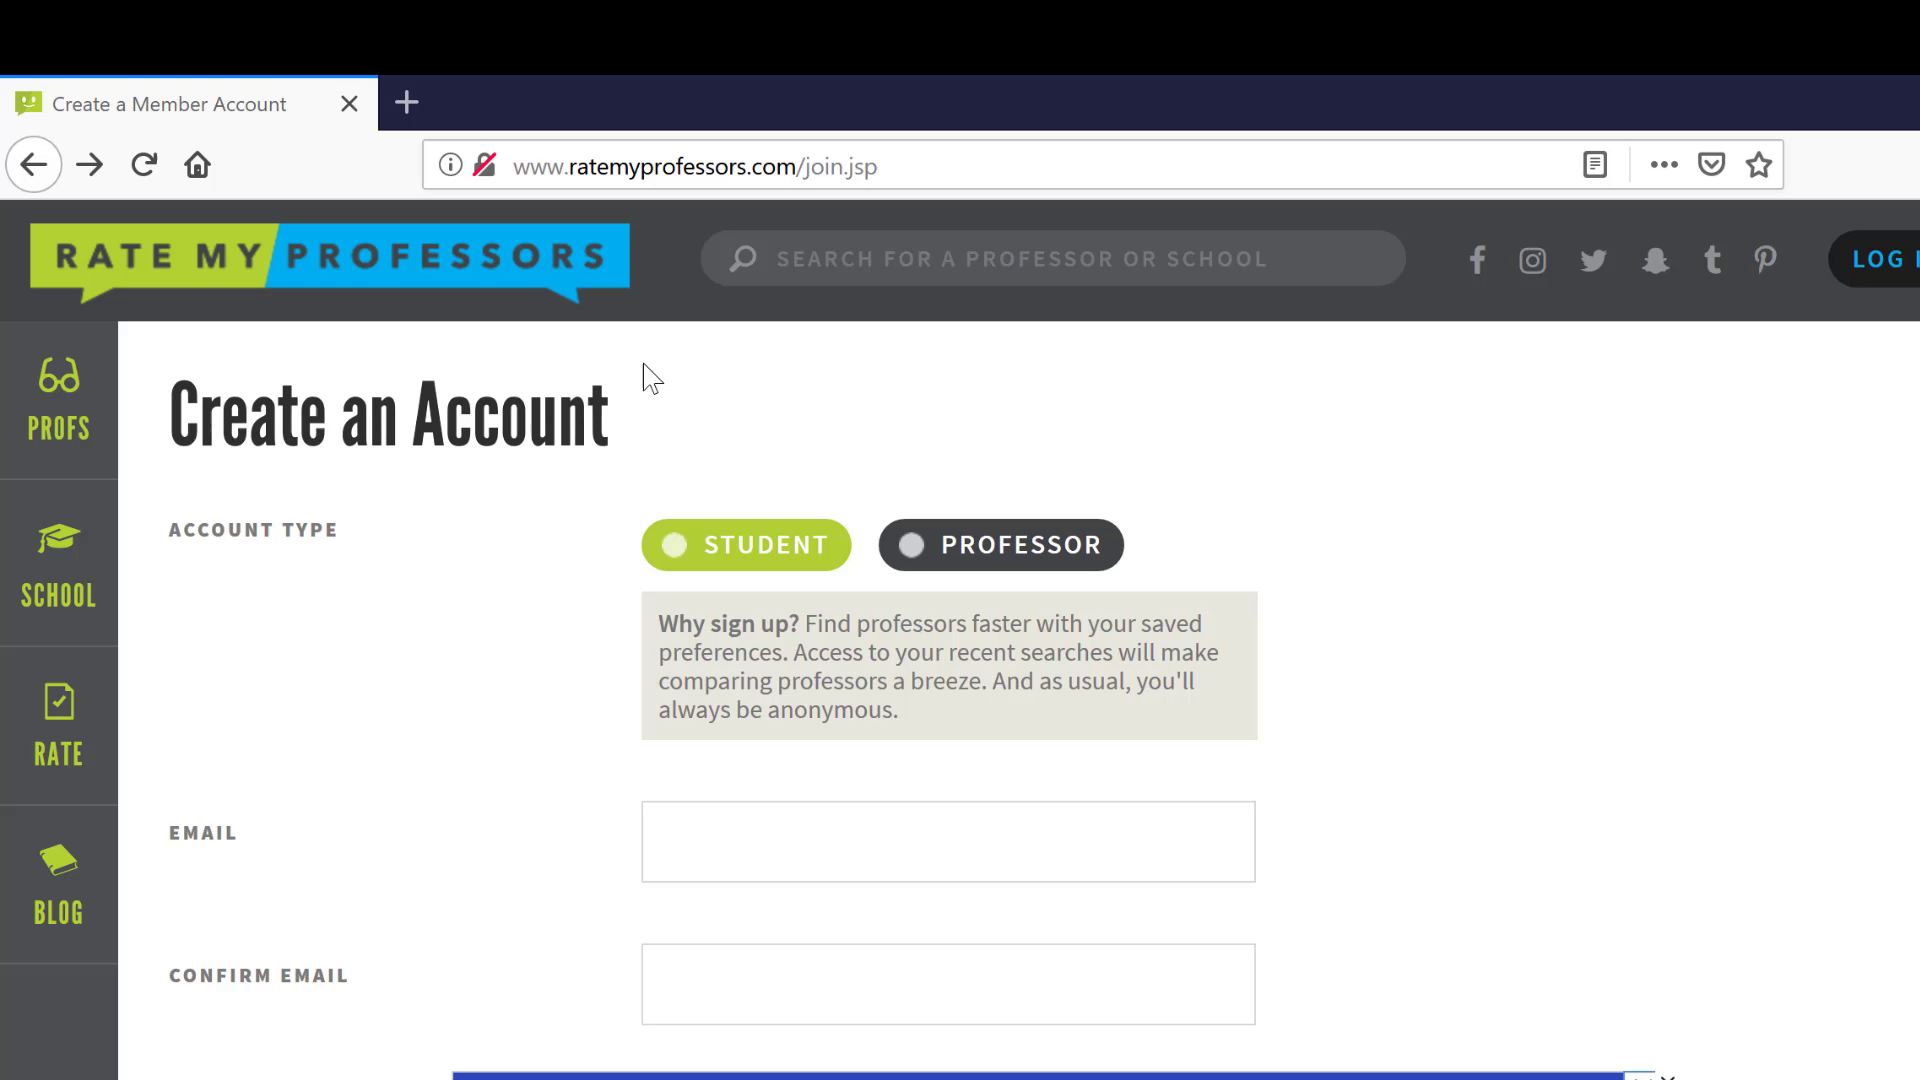 Create a Member Account
www.ratemyprofessors.com/join.jsp
RATE MY PROFESSORS
SEARCH FOR A PROFESSOR OR SCHOOL
LOG
PROFS
SCHOOL
RATE
BLOG
Create an Account
ACCOUNT TYPE
STUDENT
PROFESSOR
Why sign up? Find professors faster with your saved
preferences. Access to your recent searches will make
comparing professors a breeze. And as usual, you'll
always be anonymous.
EMAIL
CONFIRM EMAIL